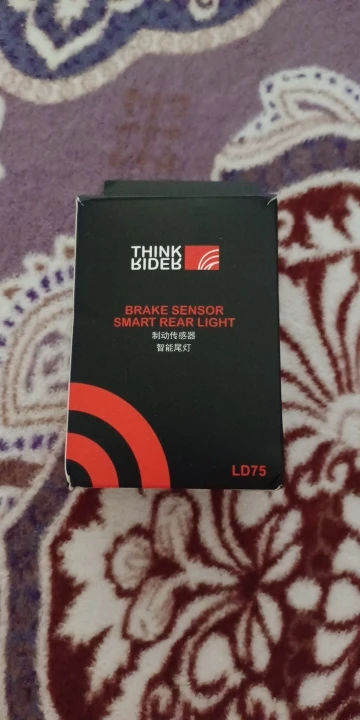 THINK
RIDER
BRAKE SENSOR
SMART REAR LIGHT
制动传感器
智能尾灯
LD75